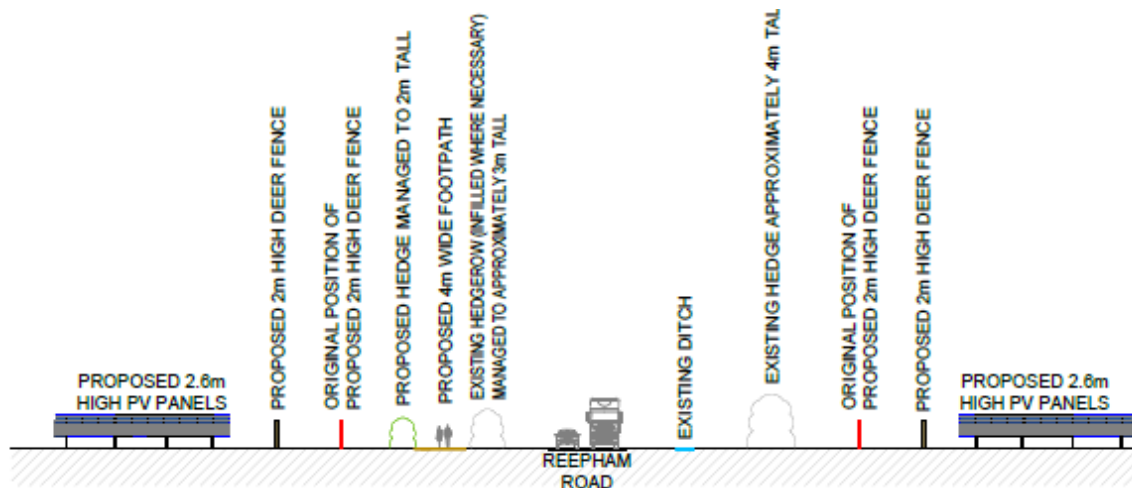 PROPOSED 2.6m
HIGH PV PANELS
PROPOSED 2m HIGH DEER FENCE
ORIGINAL POSITION OF
PROPOSED 2m HIGH DEER FENCE
PROPOSED HEDGE MANAGED TO 2m TALL
PROPOSED 4m WIDE FOOTPATH
EXISTING HEDGEROW (INFILLED WHERE NECESSARY)
MANAGED TO APPROXIMATELY 3m TALL
REEPHAM
ROAD
EXISTING DITCH
EXISTING HEDGE APPROXIMATELY 4m TAL
ORIGINAL POSITION OF
PROPOSED 2m HIGH DEER FENCE
PROPOSED 2m HIGH DEER FENCE
PROPOSED 2.6m
HIGH PV PANELS